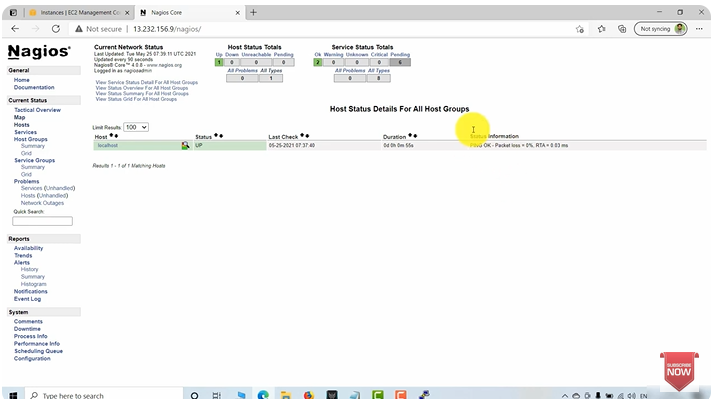 Instances | EC2 Management Co
Nagios Core
Not secure | 13.232.156.9/nagios/
Not syncing
Nagios
General
Home
Documentation
Current Status
Tactical Overview
Map
Hosts
Services
Host Groups
Summary
Grid
Service Groups
Summary
Grid
Problems
Services (Unhandled)
Hosts (Unhandled)
Network Outages
Quick Search:
Reports
Availability
Trends
Alerts
History
Summary
Histogram
Notifications
Event Log
System
Comments
Downtime
Process Info
Performance Info
Scheduling Queue
Configuration
Current Network Status
Last Updated: Tue May 25 07:39:11 UTC 2021
Updated every 90 seconds
Nagios® Core™ 4.0.8 - www.nagios.org
Logged in as nagiosadmin
View Service Status Detail For All Host Groups
View Status Overview For All Host Groups
View Status Summary For All Host Groups
View Status Grid For All Host Groups
Host Status Totals
Up Down Unreachable Pending
1 0 0 0
All Problems All Types
0 1
Service Status Totals
Ok Warning Unknown Critical Pending
2 0 0 0 6
All Problems All Types
0 8
Host Status Details For All Host Groups
Limit Results: 100
Host Status Last Check Duration Status Information
localhost UP 05-25-2021 07:37:48 0d 0h 0m 55s PING OK - Packet loss = 0%, RTA = 0.03 ms
Results 1 - 1 of 1 Matching Hosts
SUBSCRIBE
NOW
Type here to search
EN